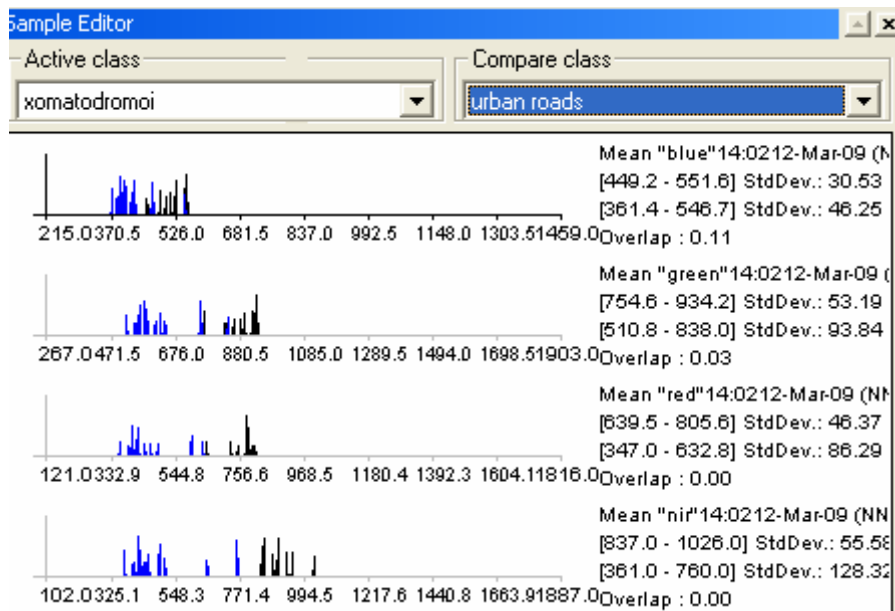 Sample Editor
Active class
Compare class
xomatodromoi
urban roads
Mean "blue"14:0212-Mar-09 (N
[449.2 - 551.6] StdDev.: 30.53
[361.4 - 546.7] StdDev.: 46.25
215.0370.5 526.0 681.5 837.0 992.5 1148.0 1303.51459.0
Overlap : 0.11
Mean "green"14:0212-Mar-09 (
[754.6 - 934.2] StdDev.: 53.19
[510.8 - 838.0] StdDev.: 93.84
267.0471.5 676.0 880.5 1085.0 1289.5 1494.0 1698.51903.0
Overlap : 0.03
Mean "red"14:0212-Mar-09 (NN
[639.5 - 805.6] StdDev.: 46.37
[347.0 - 632.8] StdDev.: 86.29
121.0332.9 544.8 756.6 968.5 1180.4 1392.3 1604.11816.0
Overlap : 0.00
Mean "nir"14:0212-Mar-09 (NN
[837.0 - 1026.0] StdDev.: 55.58
[361.0 - 760.0] StdDev.: 128.32
102.0325.1 548.3 771.4 994.5 1217.6 1440.8 1663.91887.0
Overlap : 0.00